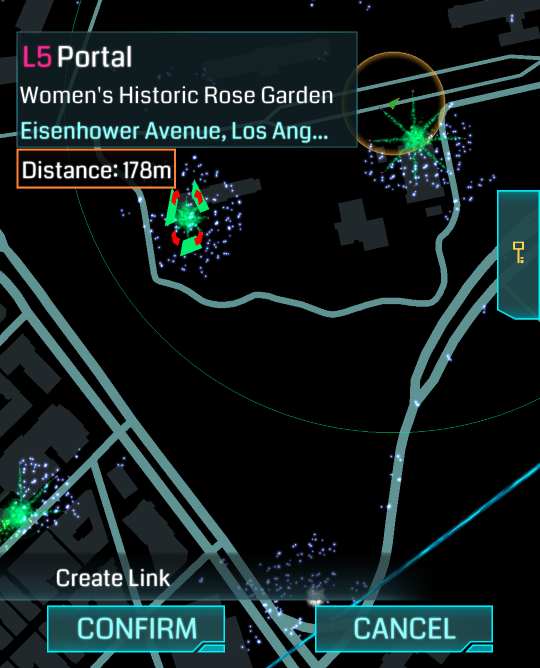 L5 Portal
Women's Historic Rose Garden
Eisenhower Avenue, Los Ang...
Distance: 178m
Create Link
CONFIRM
CANCEL